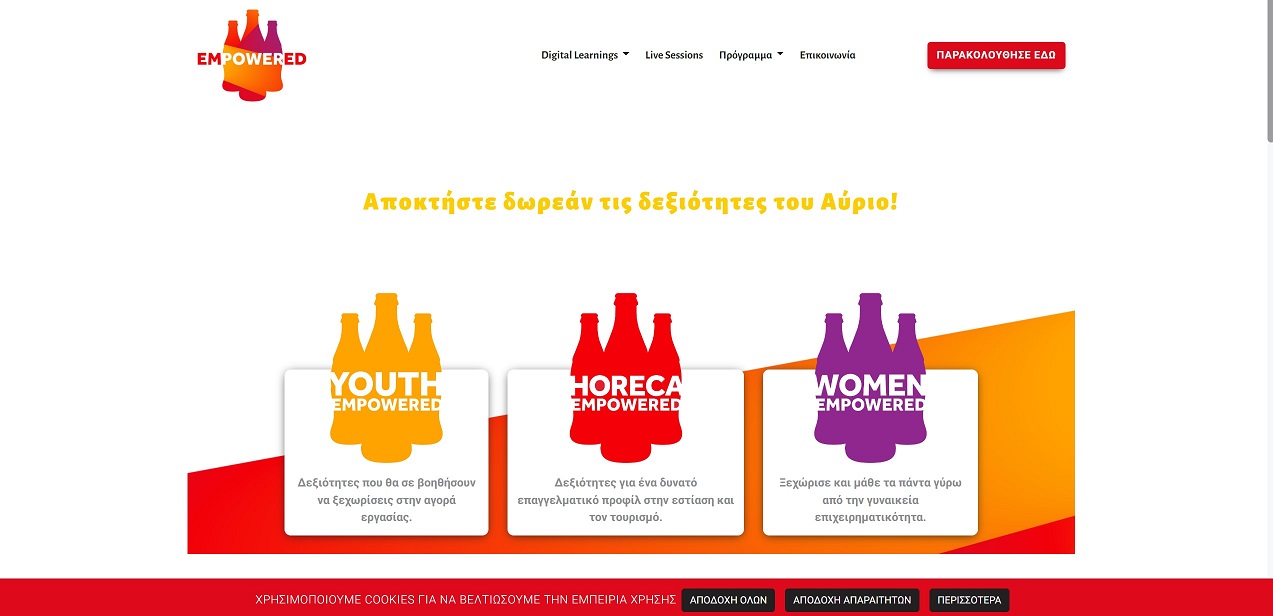 EMPOWERED
Digital Learnings
Live Sessions
Πρόγραμμα
Επικοινωνία
ΠΑΡΑΚΟΛΟΥΘΗΣΕ ΕΔΩ
Αποκτήστε δωρεάν τις δεξιότητες του Αύριο!
YOUTH
EMPOWERED
Δεξιότητες που θα σε βοηθήσουν
να ξεχωρίσεις στην αγορά
εργασίας.
HORECA
EMPOWERED
Δεξιότητες για ένα δυνατό
επαγγελματικό προφίλ στην εστίαση και
τον τουρισμό.
WOMEN
EMPOWERED
Ξεχώρισε και μάθε τα πάντα γύρω
από την γυναικεία
επιχειρηματικότητα.
ΧΡΗΣΙΜΟΠΟΙΟΥΜΕ COOKIES ΓΙΑ ΝΑ ΒΕΛΤΙΩΣΟΥΜΕ ΤΗΝ ΕΜΠΕΙΡΙΑ ΧΡΗΣΗΣ
ΑΠΟΔΟΧΗ ΟΛΩΝ
ΑΠΟΔΟΧΗ ΑΠΑΡΑΙΤΗΤΩΝ
ΠΕΡΙΣΣΟΤΕΡΑ